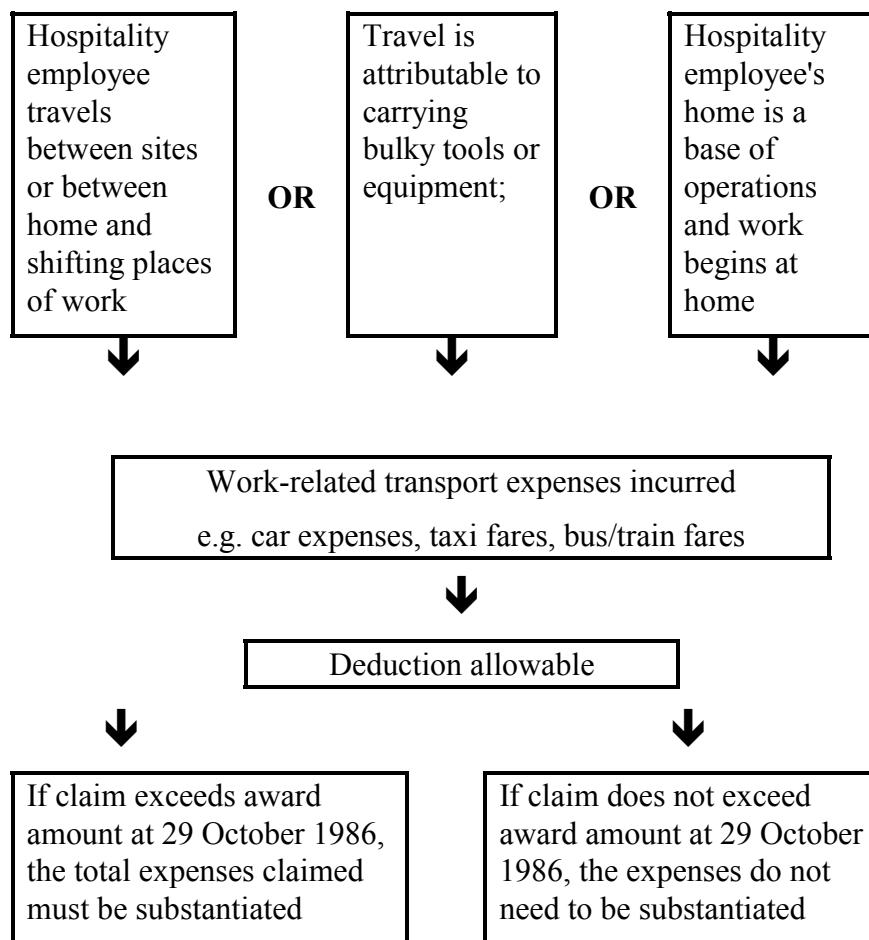 Hospitality
employee
travels
between sites
or between
home and
shifting places
of work
OR
Travel is
attributable to
carrying
bulky tools or
equipment;
OR
Hospitality
employee's
home is a
base of
operations
and work
begins at
home
Work-related transport expenses incurred
e.g. car expenses, taxi fares, bus/train fares
Deduction allowable
If claim exceeds award
amount at 29 October 1986,
the total expenses claimed
must be substantiated
If claim does not exceed
award amount at 29 October
1986, the expenses do not
need to be substantiated